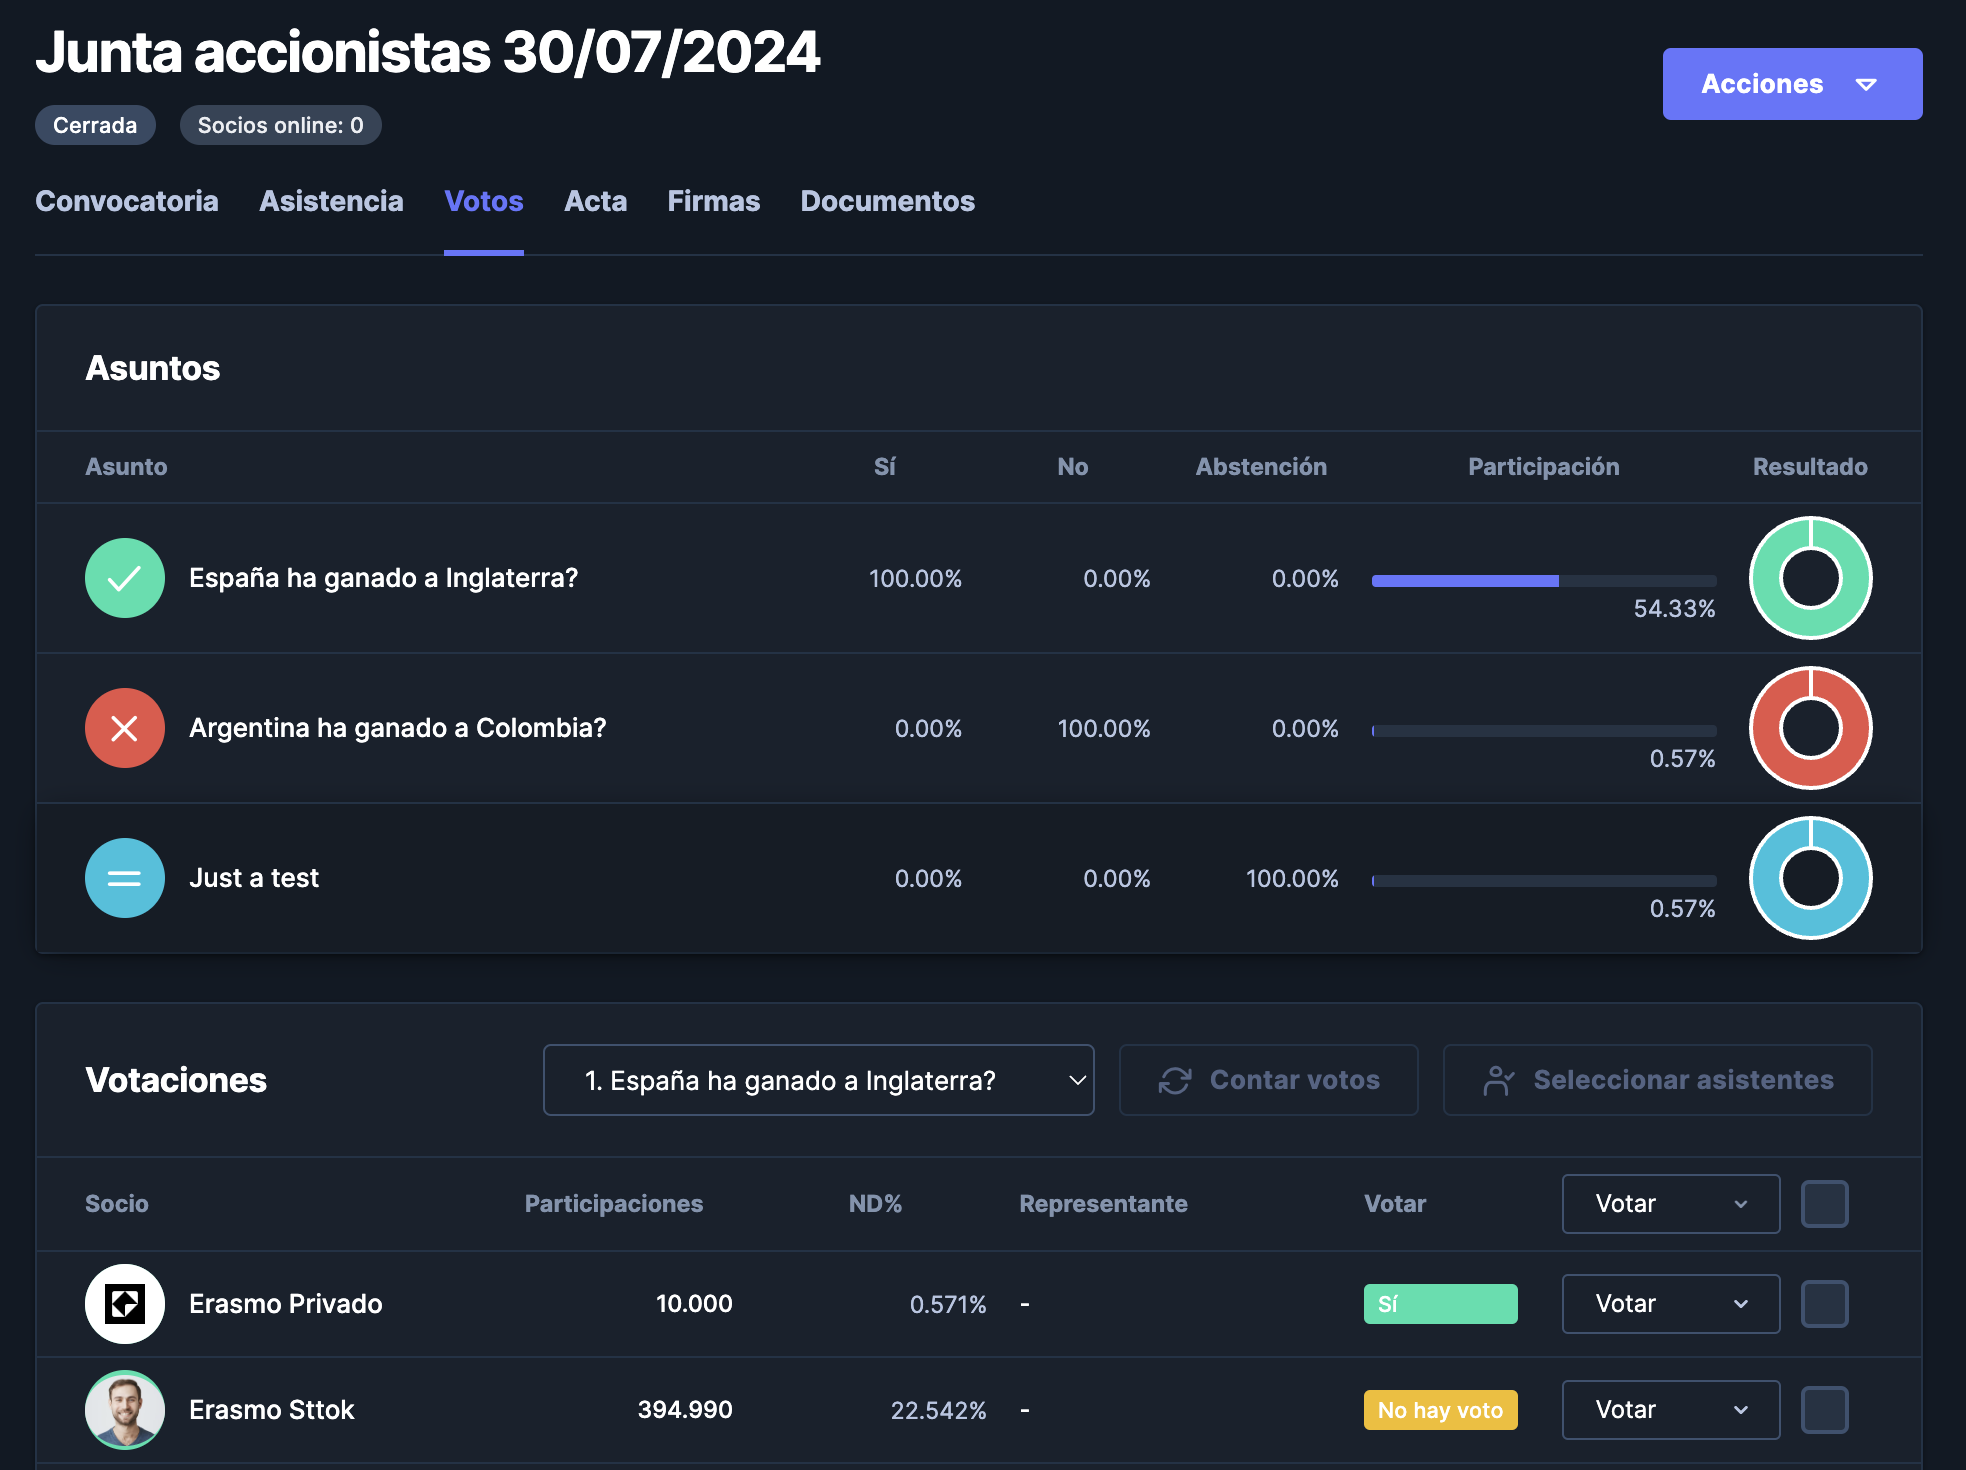 Junta accionistas 30/07/2024
Acciones
Cerrada
Socios online: 0
Convocatoria Asistencia Votos Acta Firmas Documentos
Asuntos
Asunto Sí No Abstención Participación Resultado
España ha ganado a Inglaterra? 100.00% 0.00% 0.00% 54.33%
Argentina ha ganado a Colombia? 0.00% 100.00% 0.00% 0.57%
Just a test 0.00% 0.00% 100.00% 0.57%
Votaciones 1. España ha ganado a Inglaterra? Contar votos Seleccionar asistentes
Socio Participaciones ND% Representante Votar Votar
Erasmo Privado 10.000 0.571% - Sí Votar
Erasmo Sttok 394.990 22.542% - No hay voto Votar